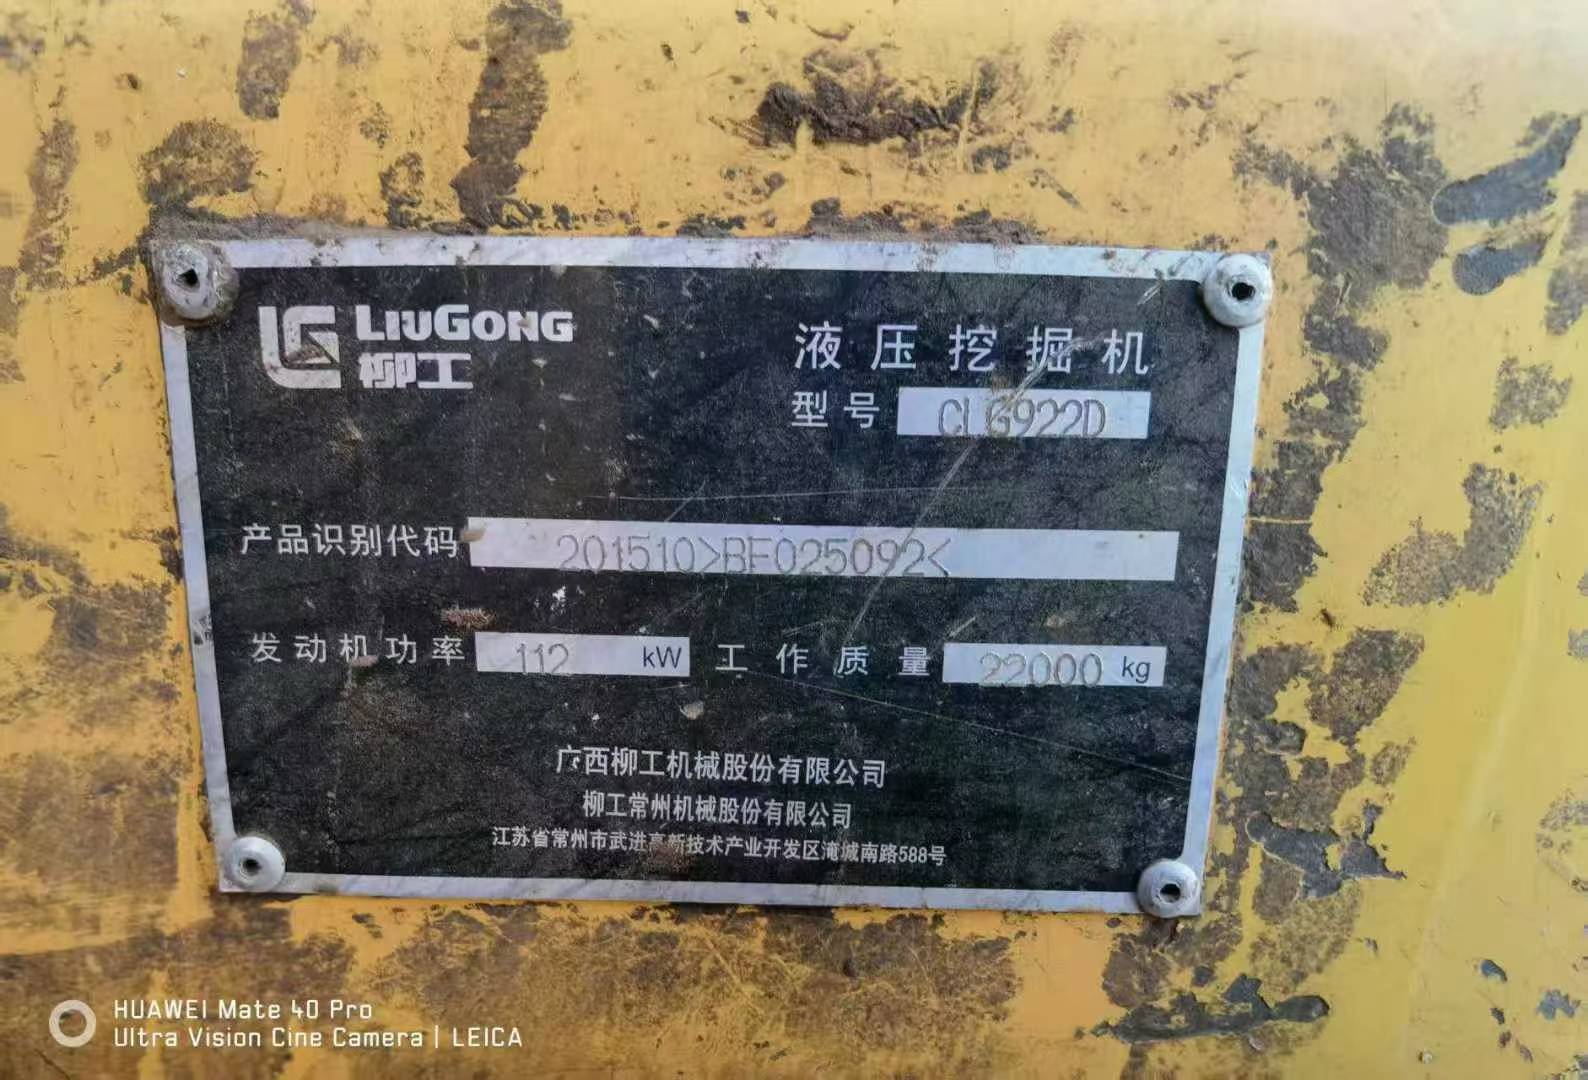 LIUGONG
柳工
液压挖掘机
型号 CLG922D
产品识别代码 201510>BF025092<
发动机功率 112 kW 工作质量 22000 kg
广西柳工机械股份有限公司
柳工常州机械股份有限公司
江苏省常州市武进高新技术产业开发区淹城南路588号
HUAWEI Mate 40 Pro
Ultra Vision Cine Camera | LEICA